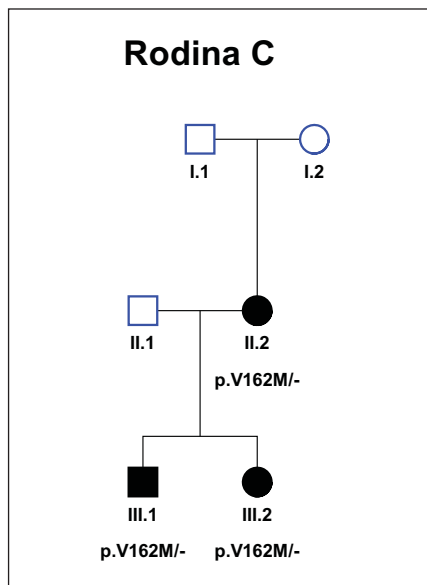 Rodina C
I.1 I.2
II.1 II.2
p.V162M/-
III.1 III.2
p.V162M/- p.V162M/-